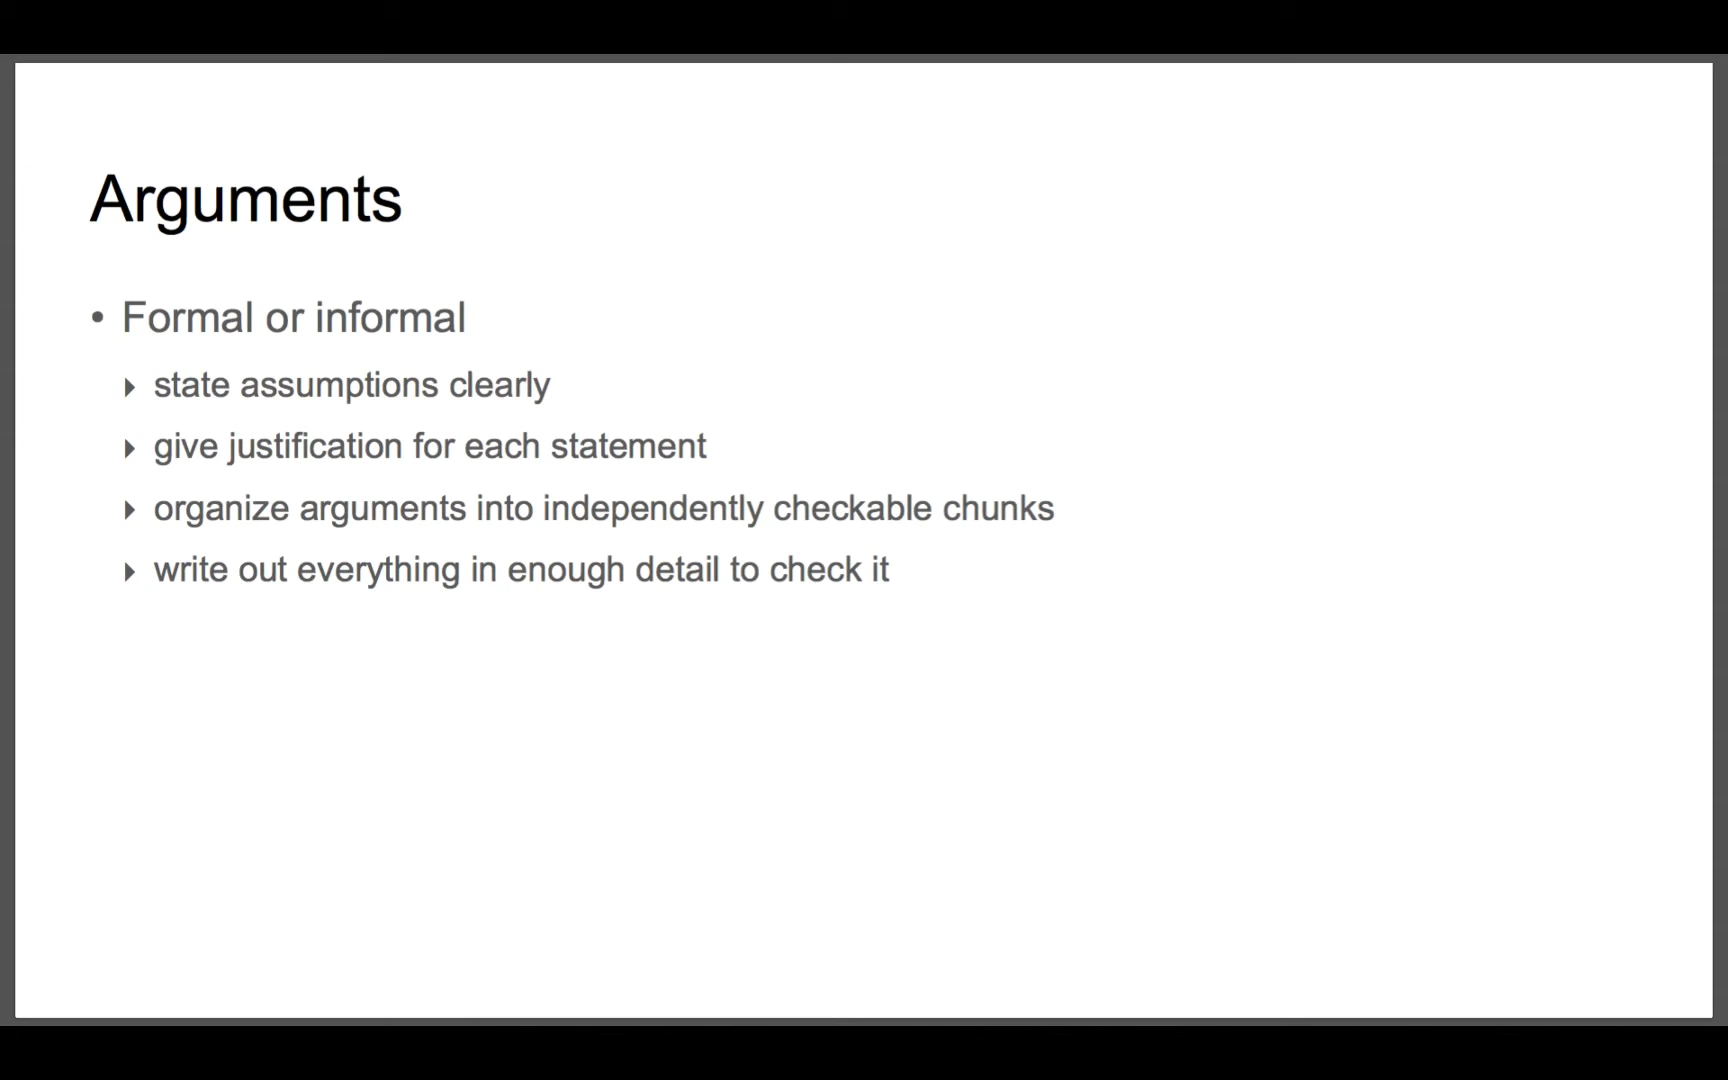 Arguments
• Formal or informal
‣ state assumptions clearly
‣ give justification for each statement
‣ organize arguments into independently checkable chunks
‣ write out everything in enough detail to check it